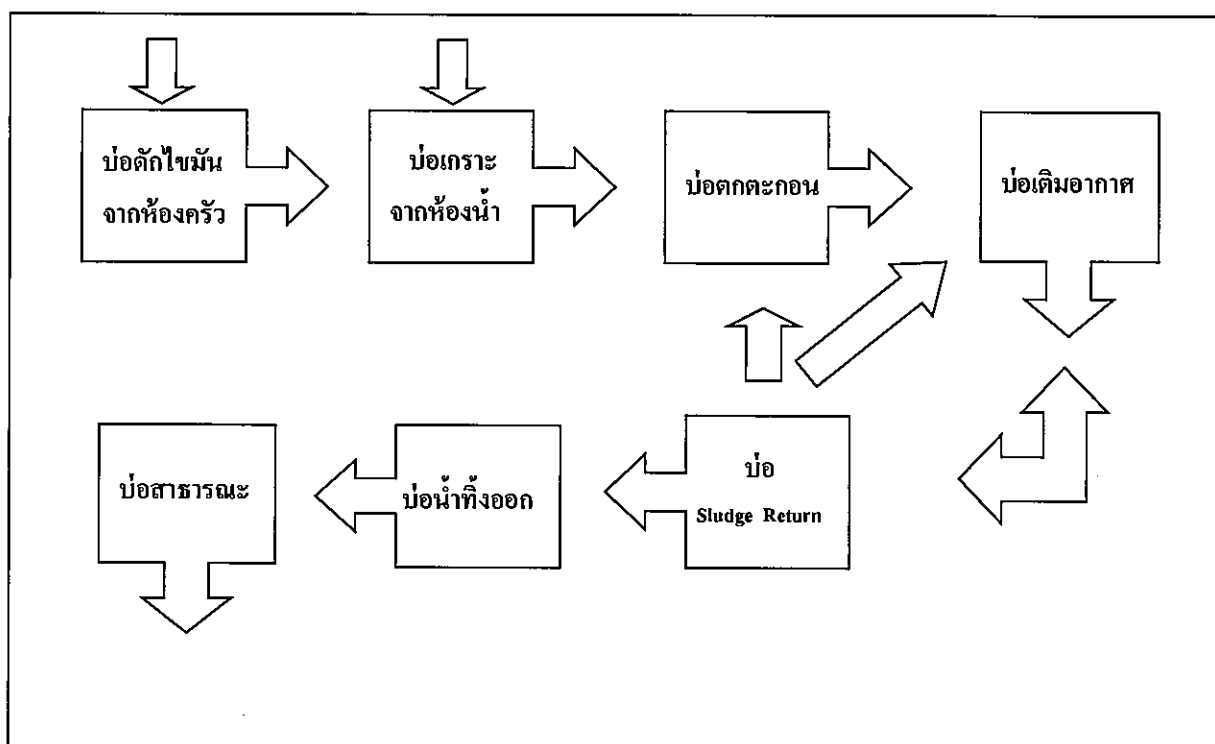 บ่อดักไขมัน
จากห้องครัว
บ่อเกราะ
จากห้องน้ำ
บ่อตกตะกอน
บ่อเติมอากาศ
บ่อสาธารณะ
บ่อน้ำทิ้งออก
บ่อ
Sludge Return